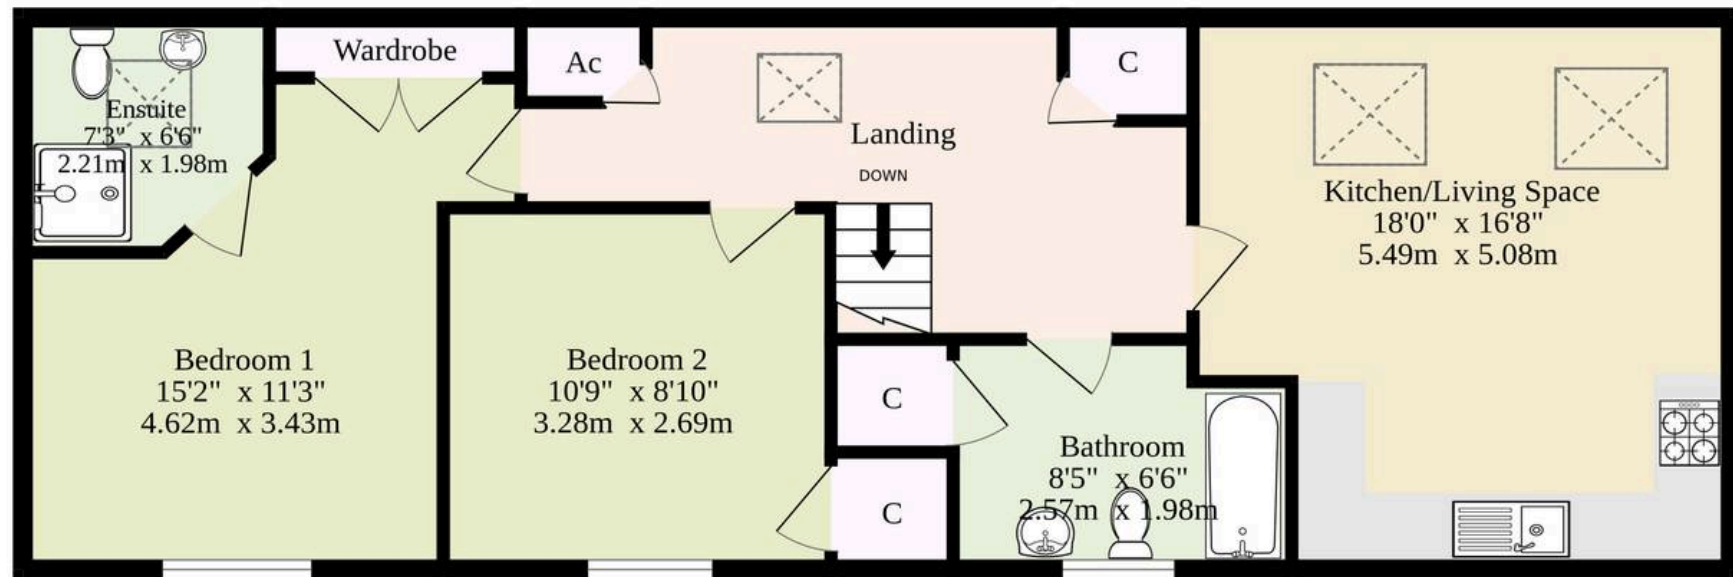 Ensuite
7'3" x 6'6"
2.21m x 1.98m
Wardrobe
Ac
Landing
DOWN
C
Kitchen/Living Space
18'0" x 16'8"
5.49m x 5.08m
Bedroom 1
15'2" x 11'3"
4.62m x 3.43m
Bedroom 2
10'9" x 8'10"
3.28m x 2.69m
C
C
Bathroom
8'5" x 6'6"
2.57m x 1.98m